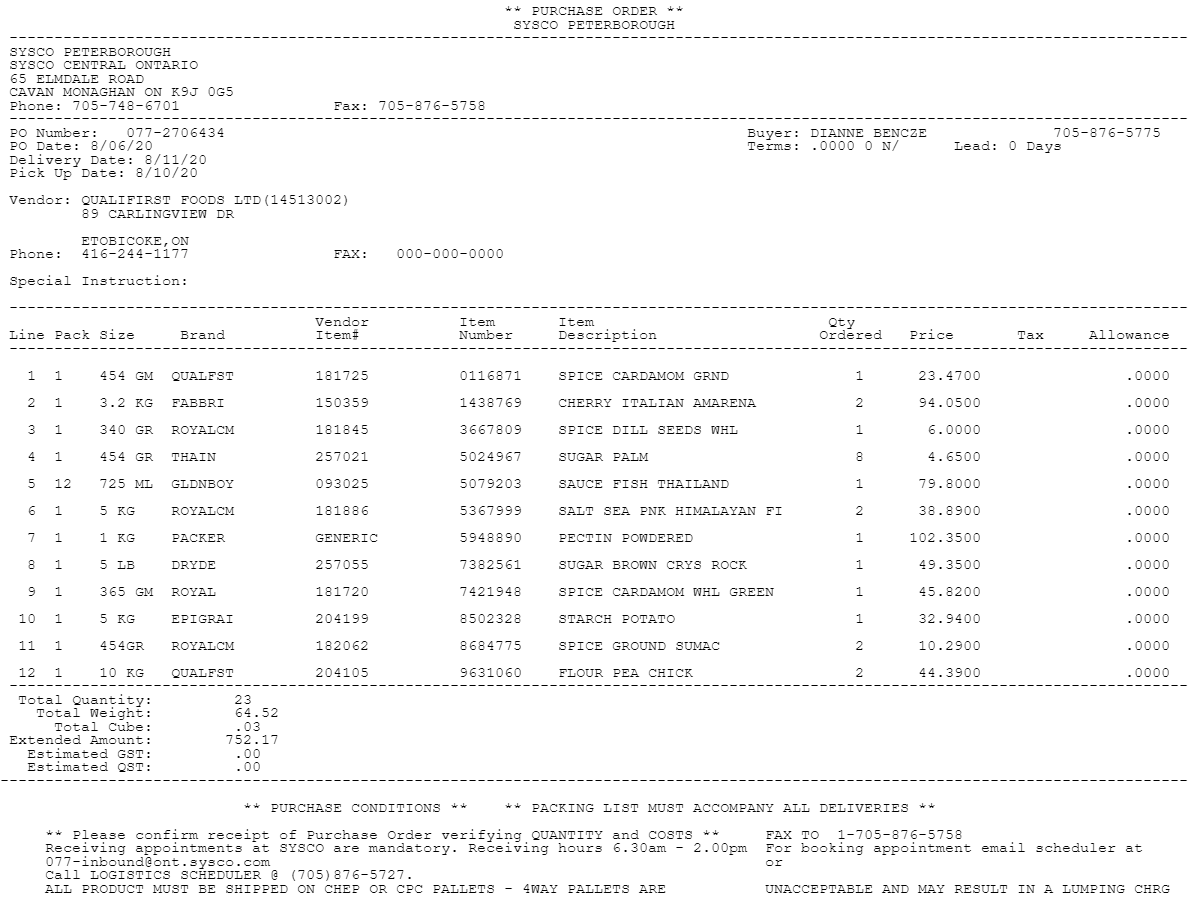 ** PURCHASE ORDER **
SYSCO PETERBOROUGH
SYSCO PETERBOROUGH
SYSCO CENTRAL ONTARIO
65 ELMDALE ROAD
CAVAN MONAGHAN ON K9J 0G5
Phone: 705-748-6701 Fax: 705-876-5758
PO Number: 077-2706434 Buyer: DIANNE BENCZE 705-876-5775
PO Date: 8/06/20 Terms: .0000 0 N/ Lead: 0 Days
Delivery Date: 8/11/20
Pick Up Date: 8/10/20
Vendor: QUALIFIRST FOODS LTD(14513002)
89 CARLINGVIEW DR
ETOBICOKE,ON
Phone: 416-244-1177 FAX: 000-000-0000
Special Instruction:
Vendor Item Item Qty
Line Pack Size Brand Item# Number Description Ordered Price Tax Allowance
1 1 454 GM QUALFST 181725 0116871 SPICE CARDAMOM GRND 1 23.4700 .0000
2 1 3.2 KG FABBRI 150359 1438769 CHERRY ITALIAN AMARENA 2 94.0500 .0000
3 1 340 GR ROYALCM 181845 3667809 SPICE DILL SEEDS WHL 1 6.0000 .0000
4 1 454 GR THAIN 257021 5024967 SUGAR PALM 8 4.6500 .0000
5 12 725 ML GLDNBOY 093025 5079203 SAUCE FISH THAILAND 1 79.8000 .0000
6 1 5 KG ROYALCM 181886 5367999 SALT SEA PNK HIMALAYAN FI 2 38.8900 .0000
7 1 1 KG PACKER GENERIC 5948890 PECTIN POWDERED 1 102.3500 .0000
8 1 5 LB DRYDE 257055 7382561 SUGAR BROWN CRYS ROCK 1 49.3500 .0000
9 1 365 GM ROYAL 181720 7421948 SPICE CARDAMOM WHL GREEN 1 45.8200 .0000
10 1 5 KG EPIGRAI 204199 8502328 STARCH POTATO 1 32.9400 .0000
11 1 454GR ROYALCM 182062 8684775 SPICE GROUND SUMAC 2 10.2900 .0000
12 1 10 KG QUALFST 204105 9631060 FLOUR PEA CHICK 2 44.3900 .0000
Total Quantity: 23
Total Weight: 64.52
Total Cube: .03
Extended Amount: 752.17
Estimated GST: .00
Estimated QST: .00
** PURCHASE CONDITIONS ** ** PACKING LIST MUST ACCOMPANY ALL DELIVERIES **
** Please confirm receipt of Purchase Order verifying QUANTITY and COSTS ** FAX TO 1-705-876-5758
Receiving appointments at SYSCO are mandatory. Receiving hours 6.30am - 2.00pm For booking appointment email scheduler at
077-inbound@ont.sysco.com or
Call LOGISTICS SCHEDULER @ (705)876-5727.
ALL PRODUCT MUST BE SHIPPED ON CHEP OR CPC PALLETS - 4WAY PALLETS ARE UNACCEPTABLE AND MAY RESULT IN A LUMPING CHRG